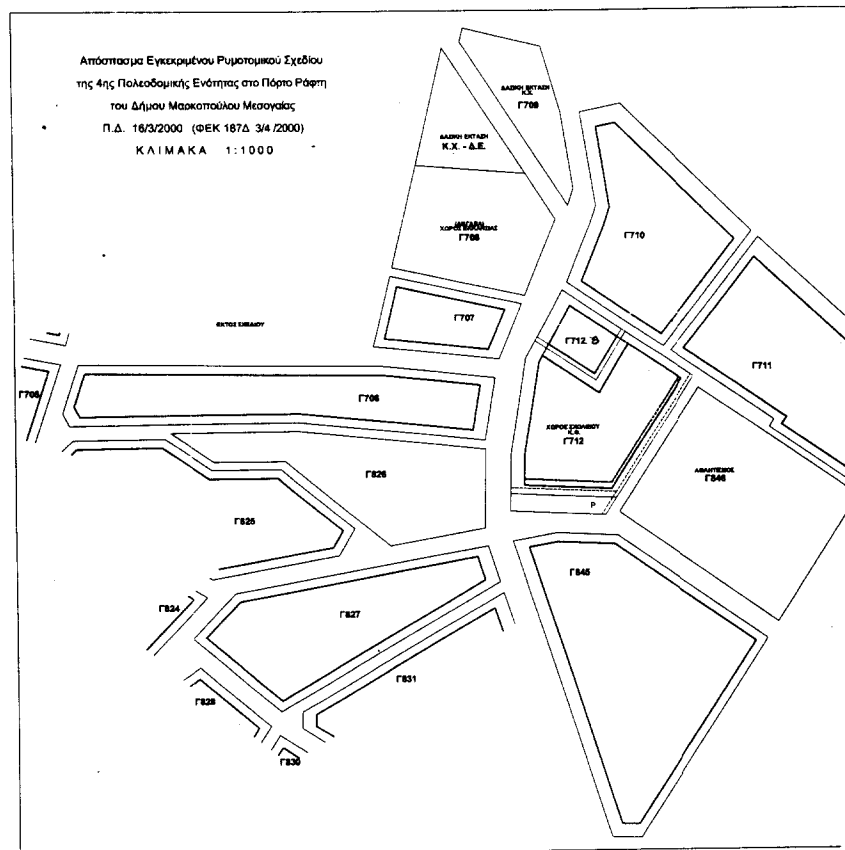 Απόσπασμα Εγκεκριμένου Ρυμοτομικού Σχεδίου
της 4ης Πολεοδομικής Ενότητας στο Πόρτο Ράφτη
του Δήμου Μαρκοπούλου Μεσογαίας
Π.Δ. 16/3/2000 (ΦΕΚ 187Δ 3/4/2000)
ΚΛΙΜΑΚΑ 1:1000
ΔΑΣΙΚΗ ΕΚΤΑΣΗ
Κ.Χ.
Γ709
ΔΑΣΙΚΗ ΕΚΤΑΣΗ
Κ.Χ. - Δ.Ε.
ΧΩΡΟΣ
Γ708
Γ710
Γ707
ΕΚΤΟΣ ΣΧΕΔΙΟΥ
Γ712
Γ711
Γ705
Γ706
ΧΩΡΟΣ ΣΧΟΛΕΙΟΥ
Γ712
ΑΘΛΗΤΙΣΜΟΣ
Γ846
Γ826
P
Γ825
Γ845
Γ824
Γ827
Γ831
Γ828
Γ830